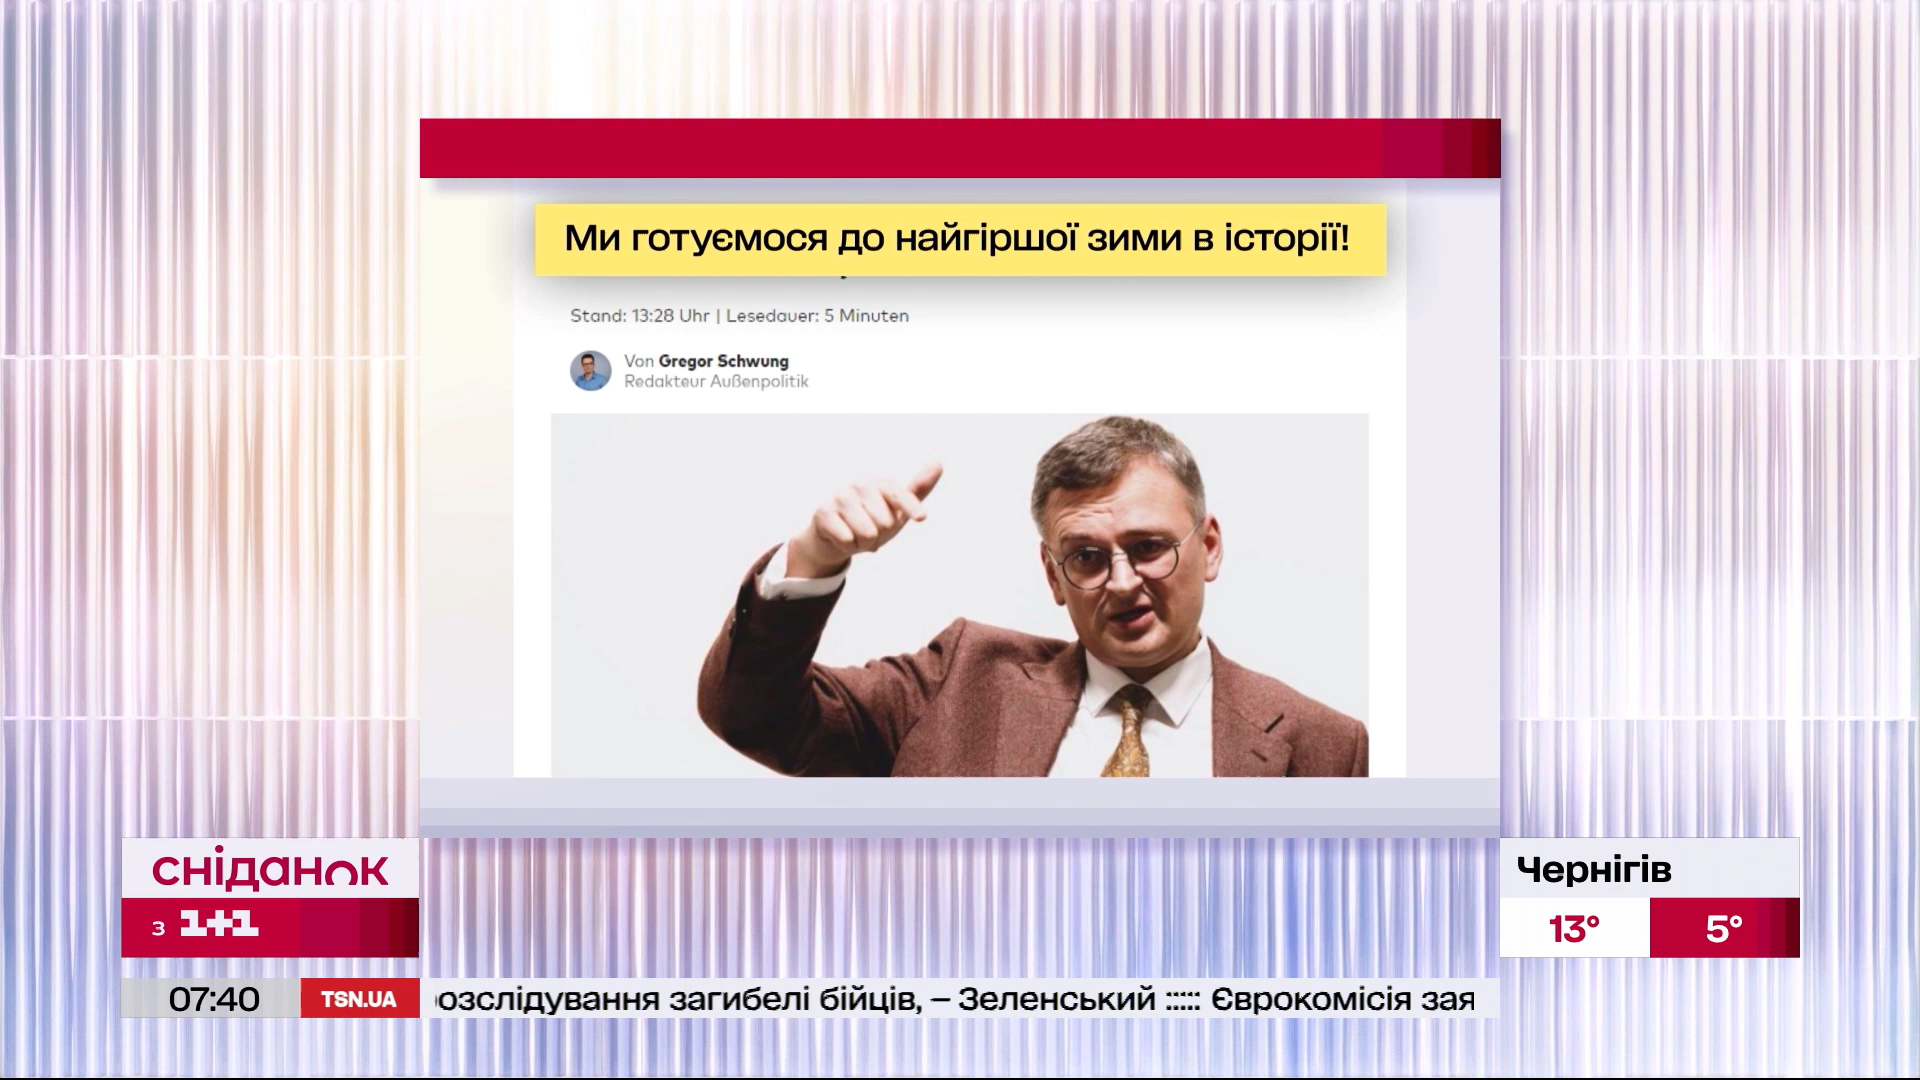 Ми готуємося до найгіршої зими в історії!
Stand: 13:28 Uhr | Lesedauer: 5 Minuten
Von Gregor Schwung
Redakteur Außenpolitik
сніданок
з 1+1
Чернігів
13° 5°
07:40 TSN.UA розслідування загибелі бійців, – Зеленський ::::: Єврокомісія зая